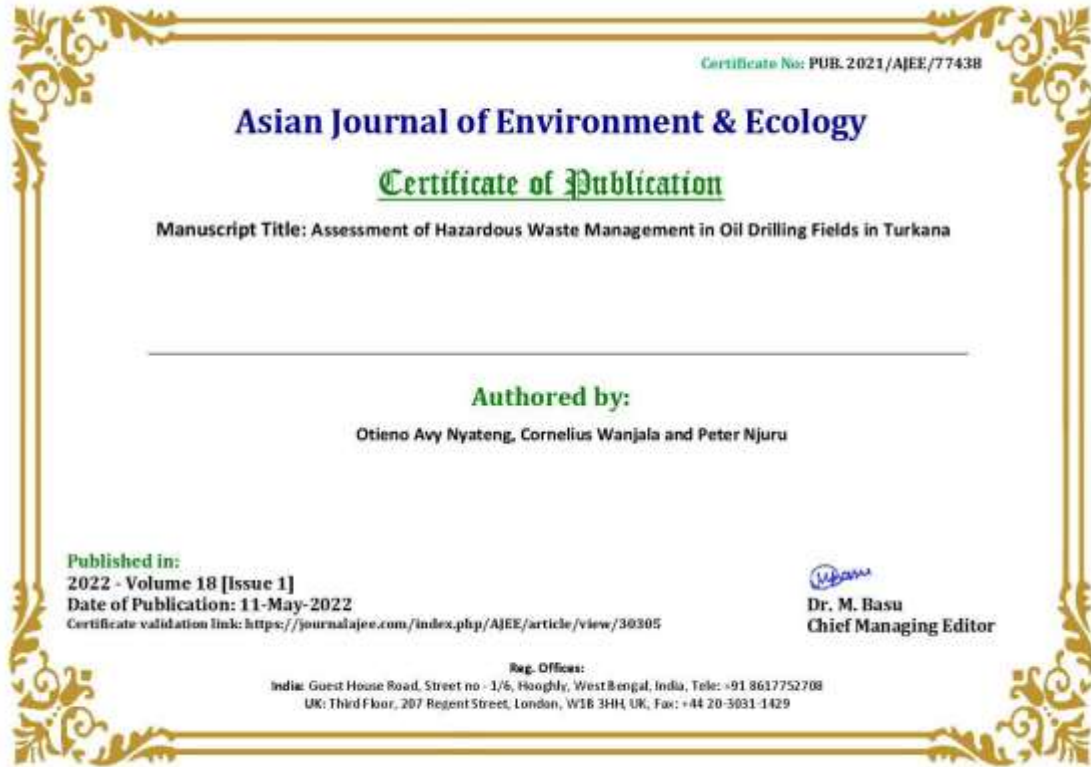 Certificate No: PUB. 2021/AJEE/77438
Asian Journal of Environment & Ecology
Certificate of Publication
Manuscript Title: Assessment of Hazardous Waste Management in Oil Drilling Fields in Turkana
Authored by:
Otieno Avy Nyateng, Cornelius Wanjala and Peter Njuru
Published in:
2022 - Volume 18 [Issue 1]
Date of Publication: 11-May-2022
Certificate validation link: https://journalajee.com/index.php/AJEE/article/view/30305
MBasu
Dr. M. Basu
Chief Managing Editor
Reg. Offices:
India: Guest House Road, Street no - 1/6, Hooghly, West Bengal, India, Tele: +91 8617752708
UK: Third Floor, 207 Regent Street, London, W1B 3HH, UK, Fax: +44 20-3031-1429